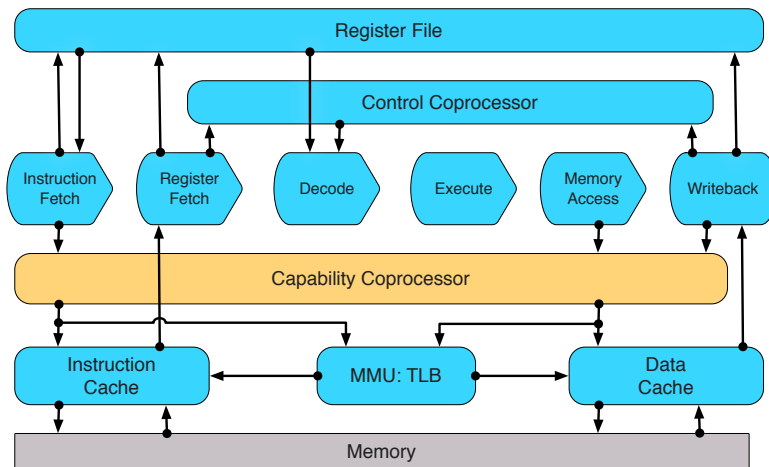 Register File
Control Coprocessor
Instruction
Fetch
Register
Fetch
Decode
Execute
Memory
Access
Writeback
Capability Coprocessor
Instruction
Cache
MMU: TLB
Data
Cache
Memory